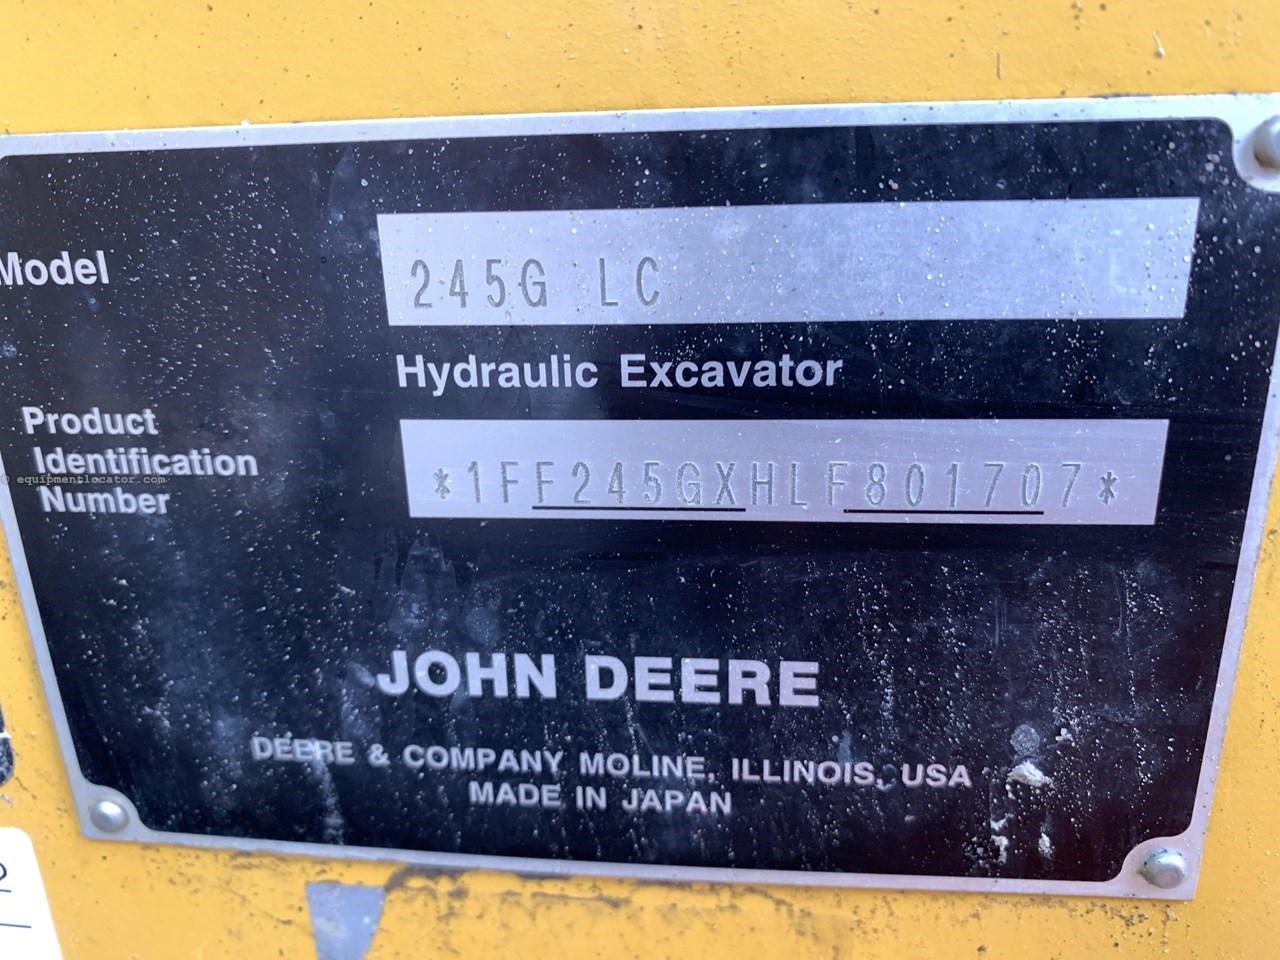 Model
245G LC
Hydraulic Excavator
Product
Identification
Number
*1FF245GXHLF801707*
© equipmentlocator.com
JOHN DEERE
DEERE & COMPANY MOLINE, ILLINOIS, USA
MADE IN JAPAN